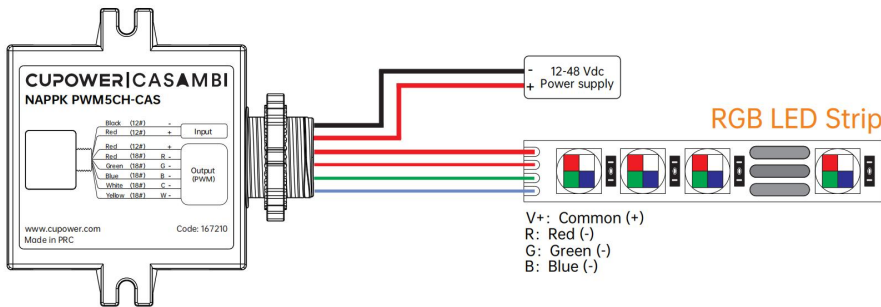 CUPOWER|CASAMBI
NAPPK PWM5CH-CAS
Black (12#) -
Red (12#) +
Input
Red (12#) +
Red (18#) R -
Green (18#) G -
Blue (18#) B -
White (18#) C -
Yellow (18#) W -
Output
(PWM)
www.cupower.com
Code: 167210
Made in PRC
- 12-48 Vdc
+ Power supply
RGB LED Strip
V+: Common (+)
R: Red (-)
G: Green (-)
B: Blue (-)